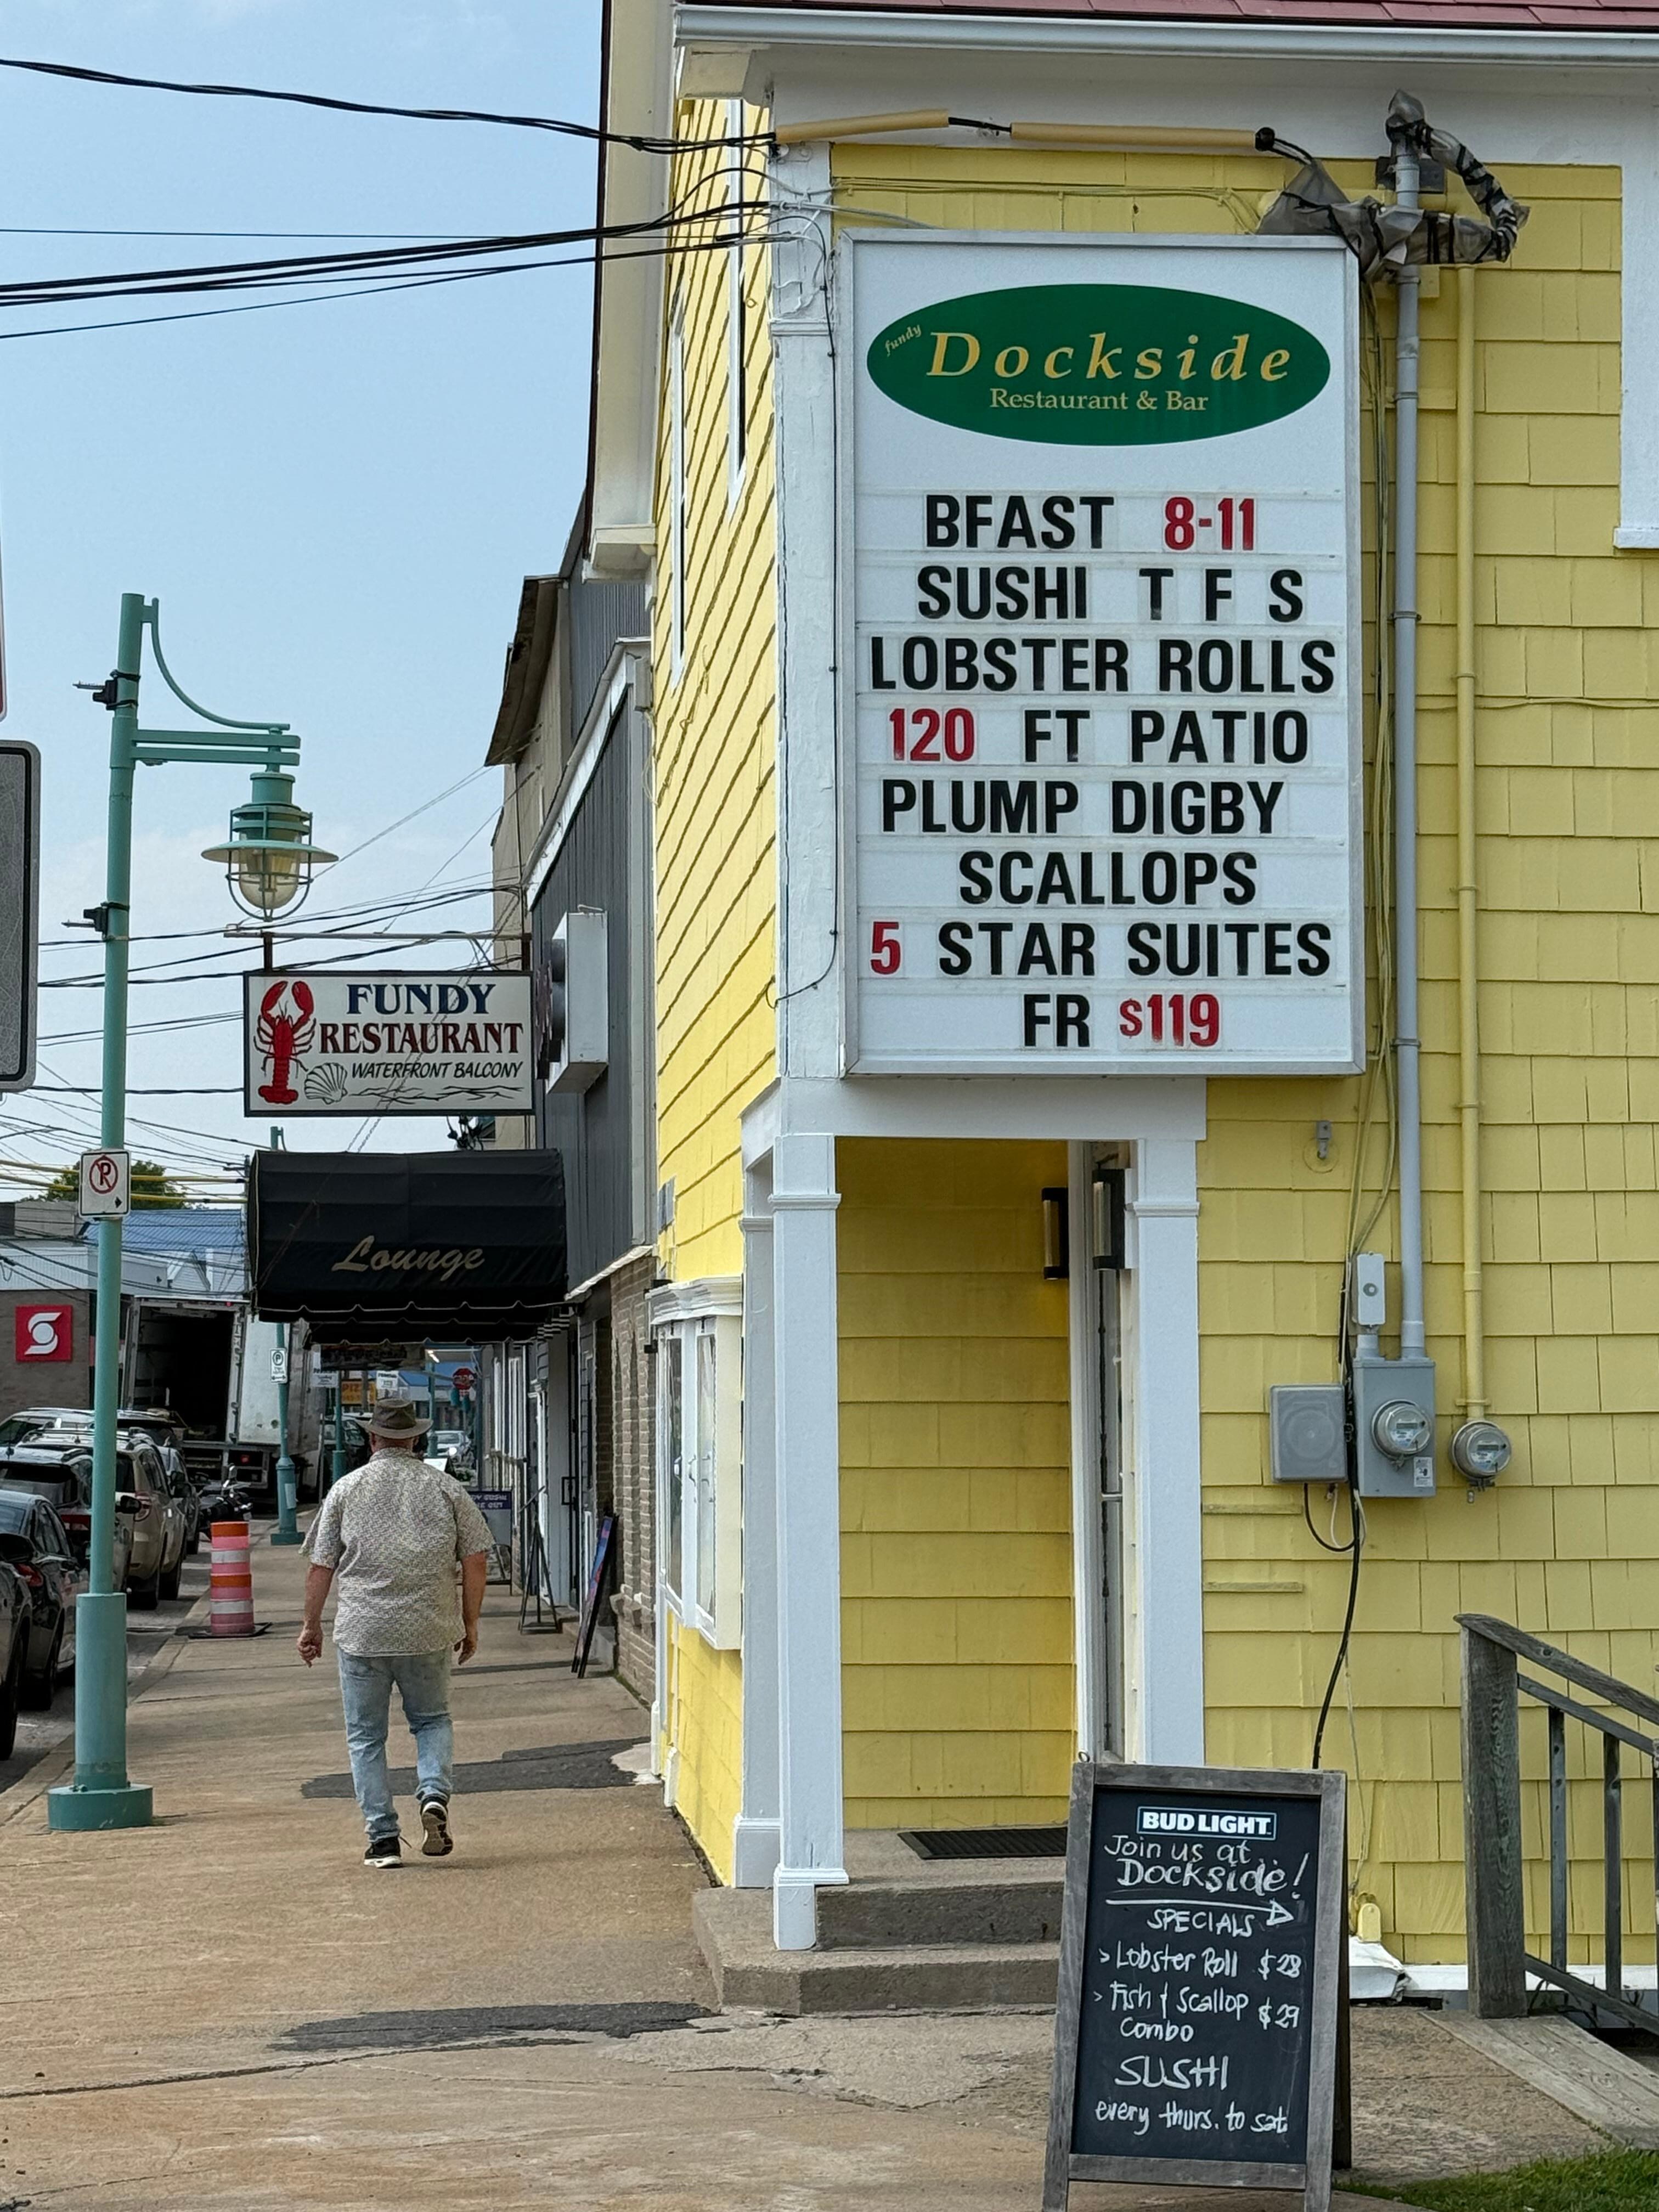 fundy
Dockside
Restaurant & Bar
BFAST 8-11
SUSHI T F S
LOBSTER ROLLS
120 FT PATIO
PLUMP DIGBY
SCALLOPS
5 STAR SUITES
FR $119
FUNDY
RESTAURANT
WATERFRONT BALCONY
Lounge
BUD LIGHT
Join us at
Dockside!
SPECIALS
> Lobster Roll $28
> Fish & Scallop $29
Combo
SUSHI
every thurs. to sat.